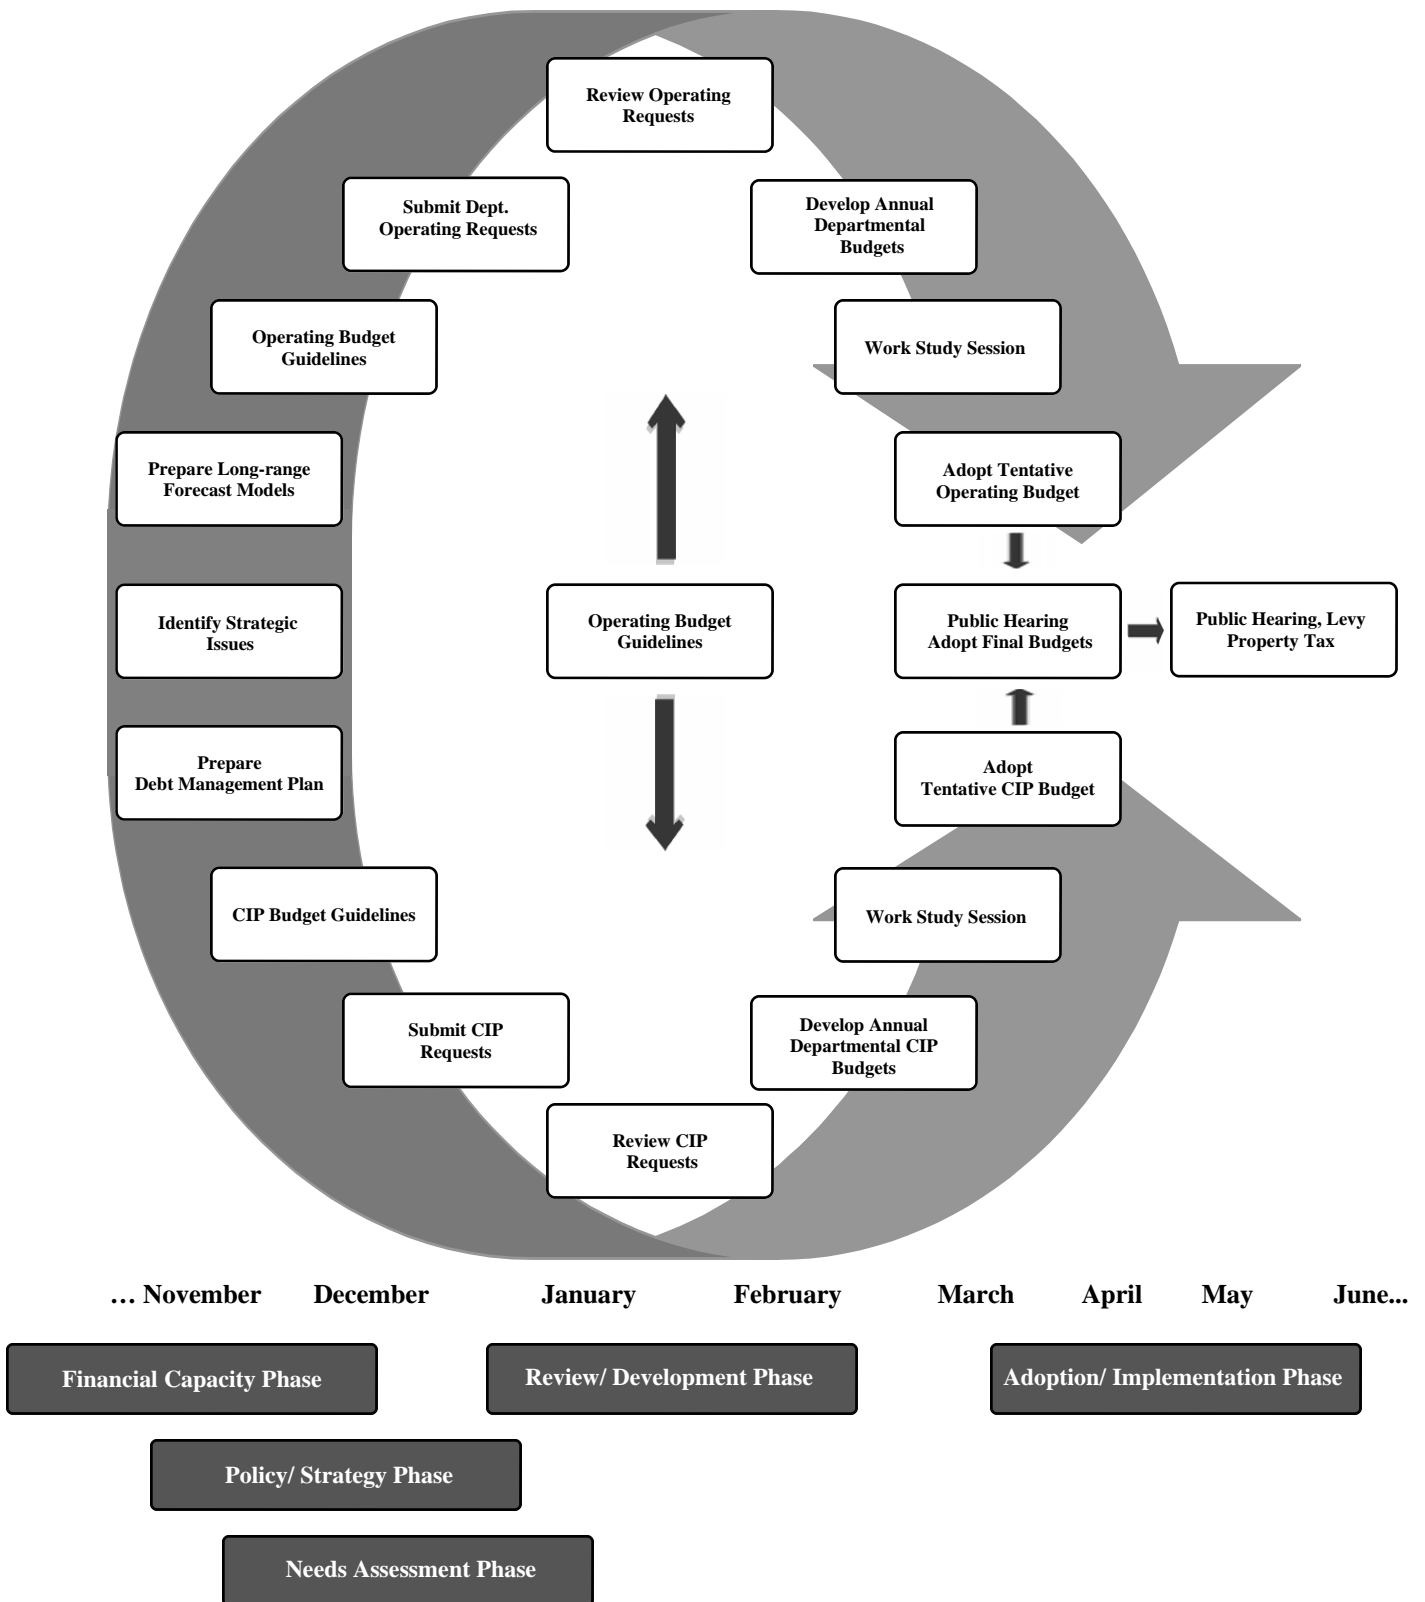 Review Operating
Requests
Submit Dept.
Operating Requests
Develop Annual
Departmental
Budgets
Operating Budget
Guidelines
Work Study Session
Prepare Long-range
Forecast Models
Adopt Tentative
Operating Budget
Identify Strategic
Issues
Operating Budget
Guidelines
Public Hearing
Adopt Final Budgets
Public Hearing, Levy
Property Tax
Prepare
Debt Management Plan
Adopt
Tentative CIP Budget
CIP Budget Guidelines
Work Study Session
Submit CIP
Requests
Develop Annual
Departmental CIP
Budgets
Review CIP
Requests
… November December January February March April May June...
Financial Capacity Phase
Review/ Development Phase
Adoption/ Implementation Phase
Policy/ Strategy Phase
Needs Assessment Phase